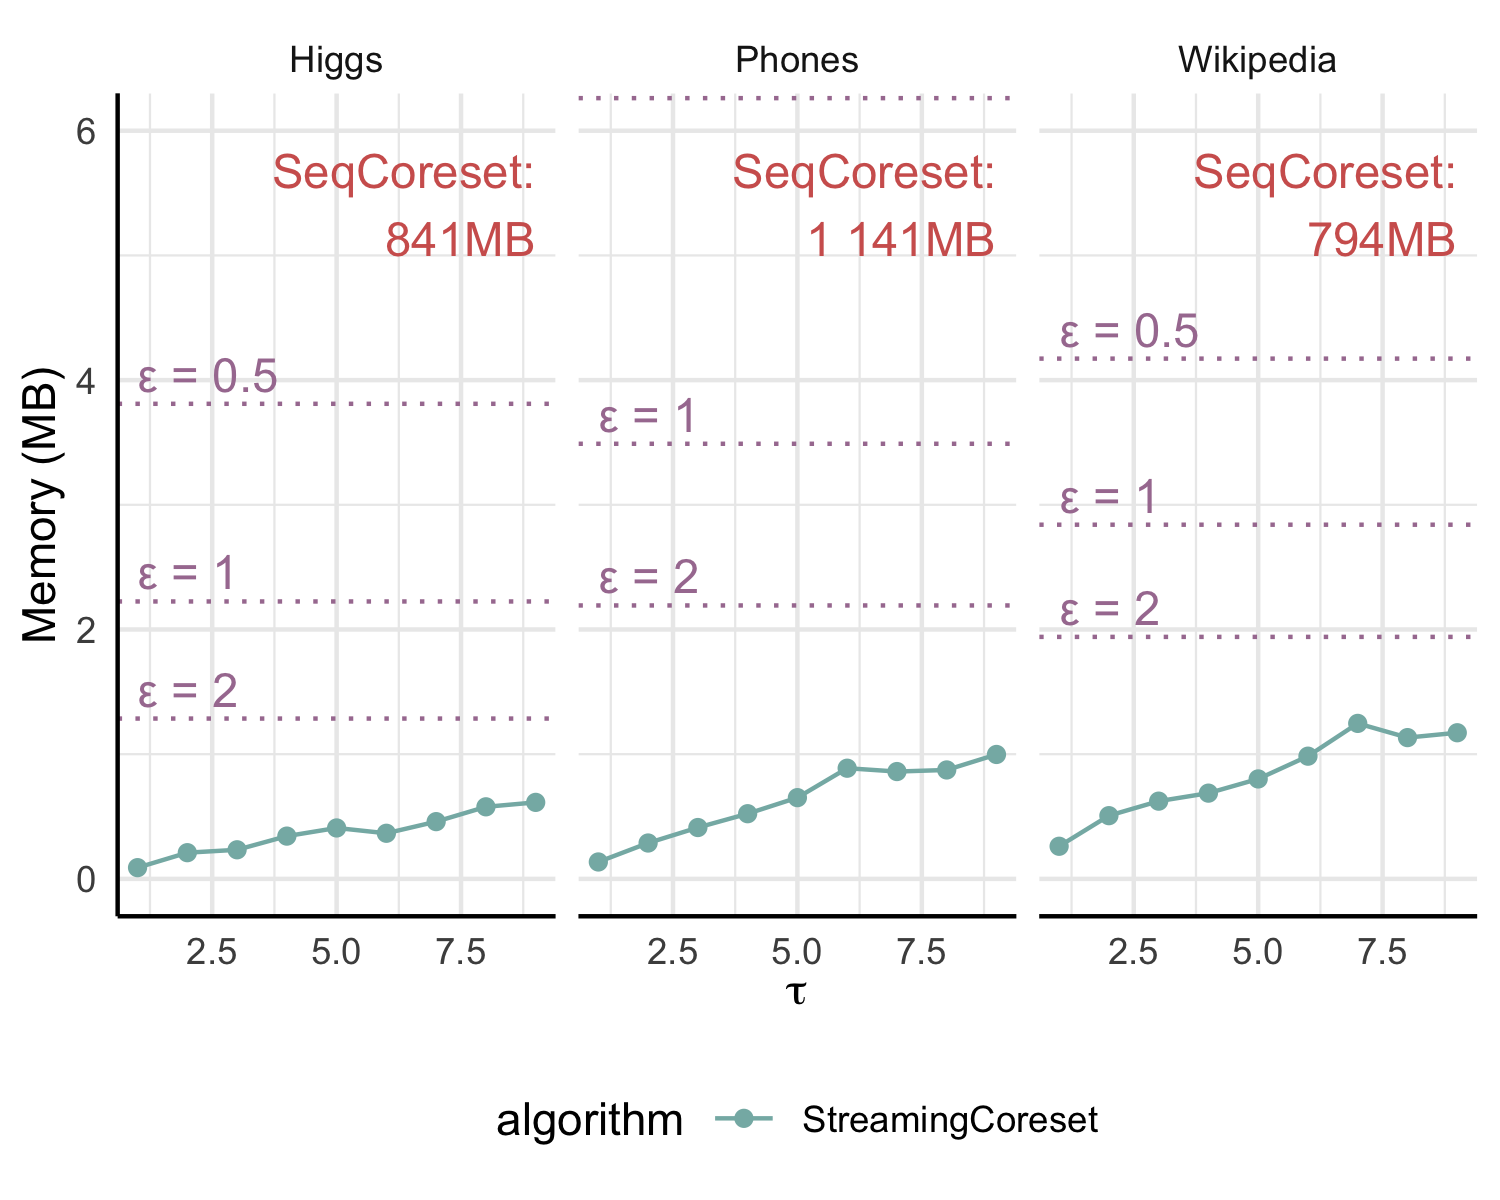 Higgs
Phones
Wikipedia
Memory (MB)
6
4
2
0
SeqCoreset:
841MB
ε = 0.5
ε = 1
ε = 2
SeqCoreset:
1 141MB
ε = 1
ε = 2
SeqCoreset:
794MB
ε = 0.5
ε = 1
ε = 2
2.5 5.0 7.5
2.5 5.0 7.5
2.5 5.0 7.5
τ
algorithm StreamingCoreset